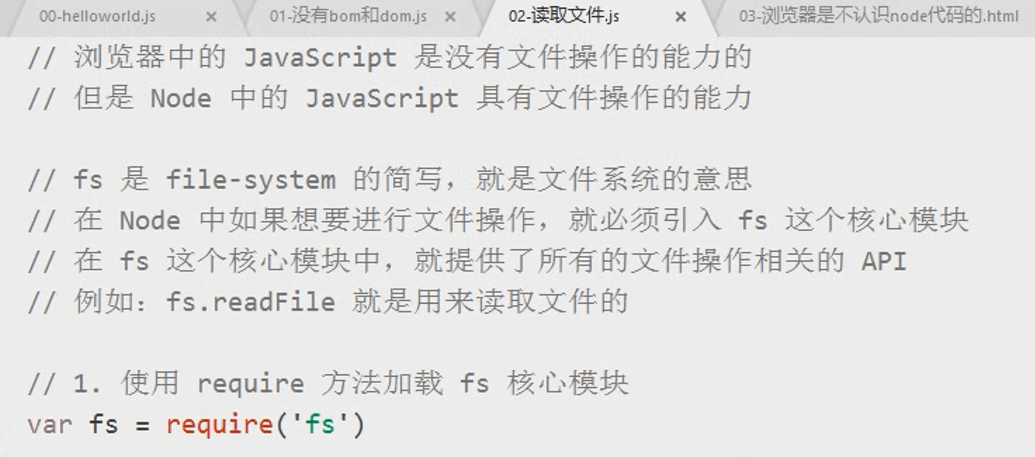 00-helloworld.js × 01-没有bom和dom.js × 02-读取文件.js × 03-浏览器是不认识node代码的.html
// 浏览器中的 JavaScript 是没有文件操作的能力的
// 但是 Node 中的 JavaScript 具有文件操作的能力
// fs 是 file-system 的简写，就是文件系统的意思
// 在 Node 中如果想要进行文件操作，就必须引入 fs 这个核心模块
// 在 fs 这个核心模块中，就提供了所有的文件操作相关的 API
// 例如：fs.readFile 就是用来读取文件的
// 1. 使用 require 方法加载 fs 核心模块
var fs = require('fs')